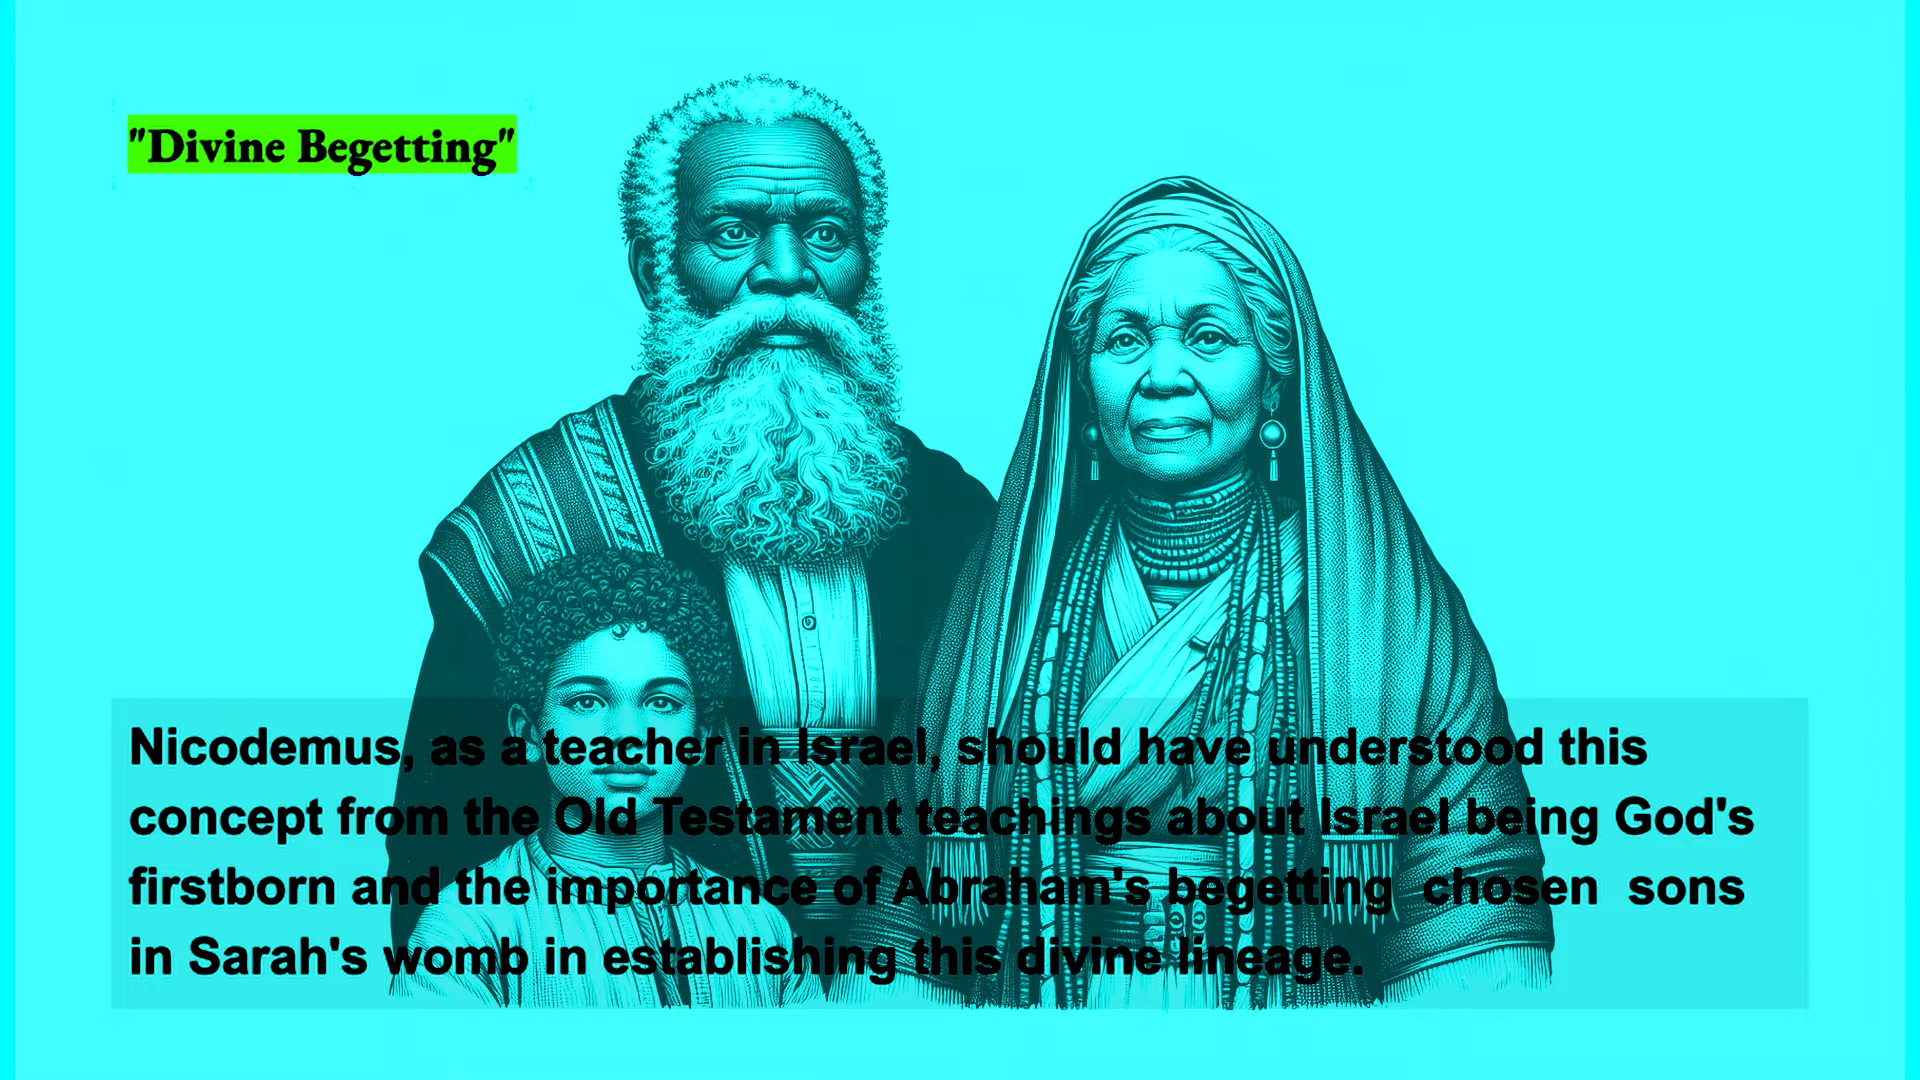 "Divine Begetting"
Nicodemus, as a teacher in Israel, should have understood this
concept from the Old Testament teachings about Israel being God's
firstborn and the importance of Abraham's begetting chosen sons
in Sarah's womb in establishing this divine lineage.